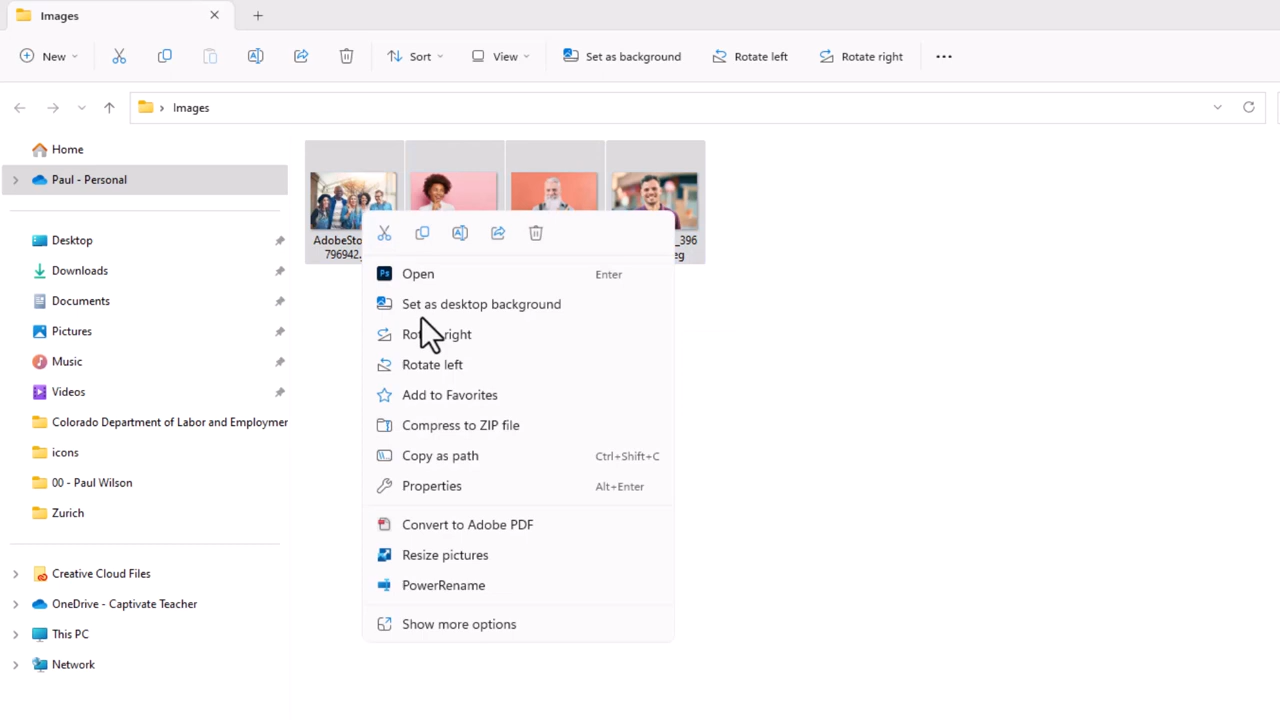 Images
New
Sort
View
Set as background
Rotate left
Rotate right
Images
Home
Paul - Personal
Desktop
Downloads
Documents
Pictures
Music
Videos
Colorado Department of Labor and Employmer
icons
00 - Paul Wilson
Zurich
Creative Cloud Files
OneDrive - Captivate Teacher
This PC
Network
AdobeSto
796942.
_396
eg
Ps Open Enter
Set as desktop background
Ro right
Rotate left
Add to Favorites
Compress to ZIP file
Copy as path Ctrl+Shift+C
Properties Alt+Enter
Convert to Adobe PDF
Resize pictures
PowerRename
Show more options